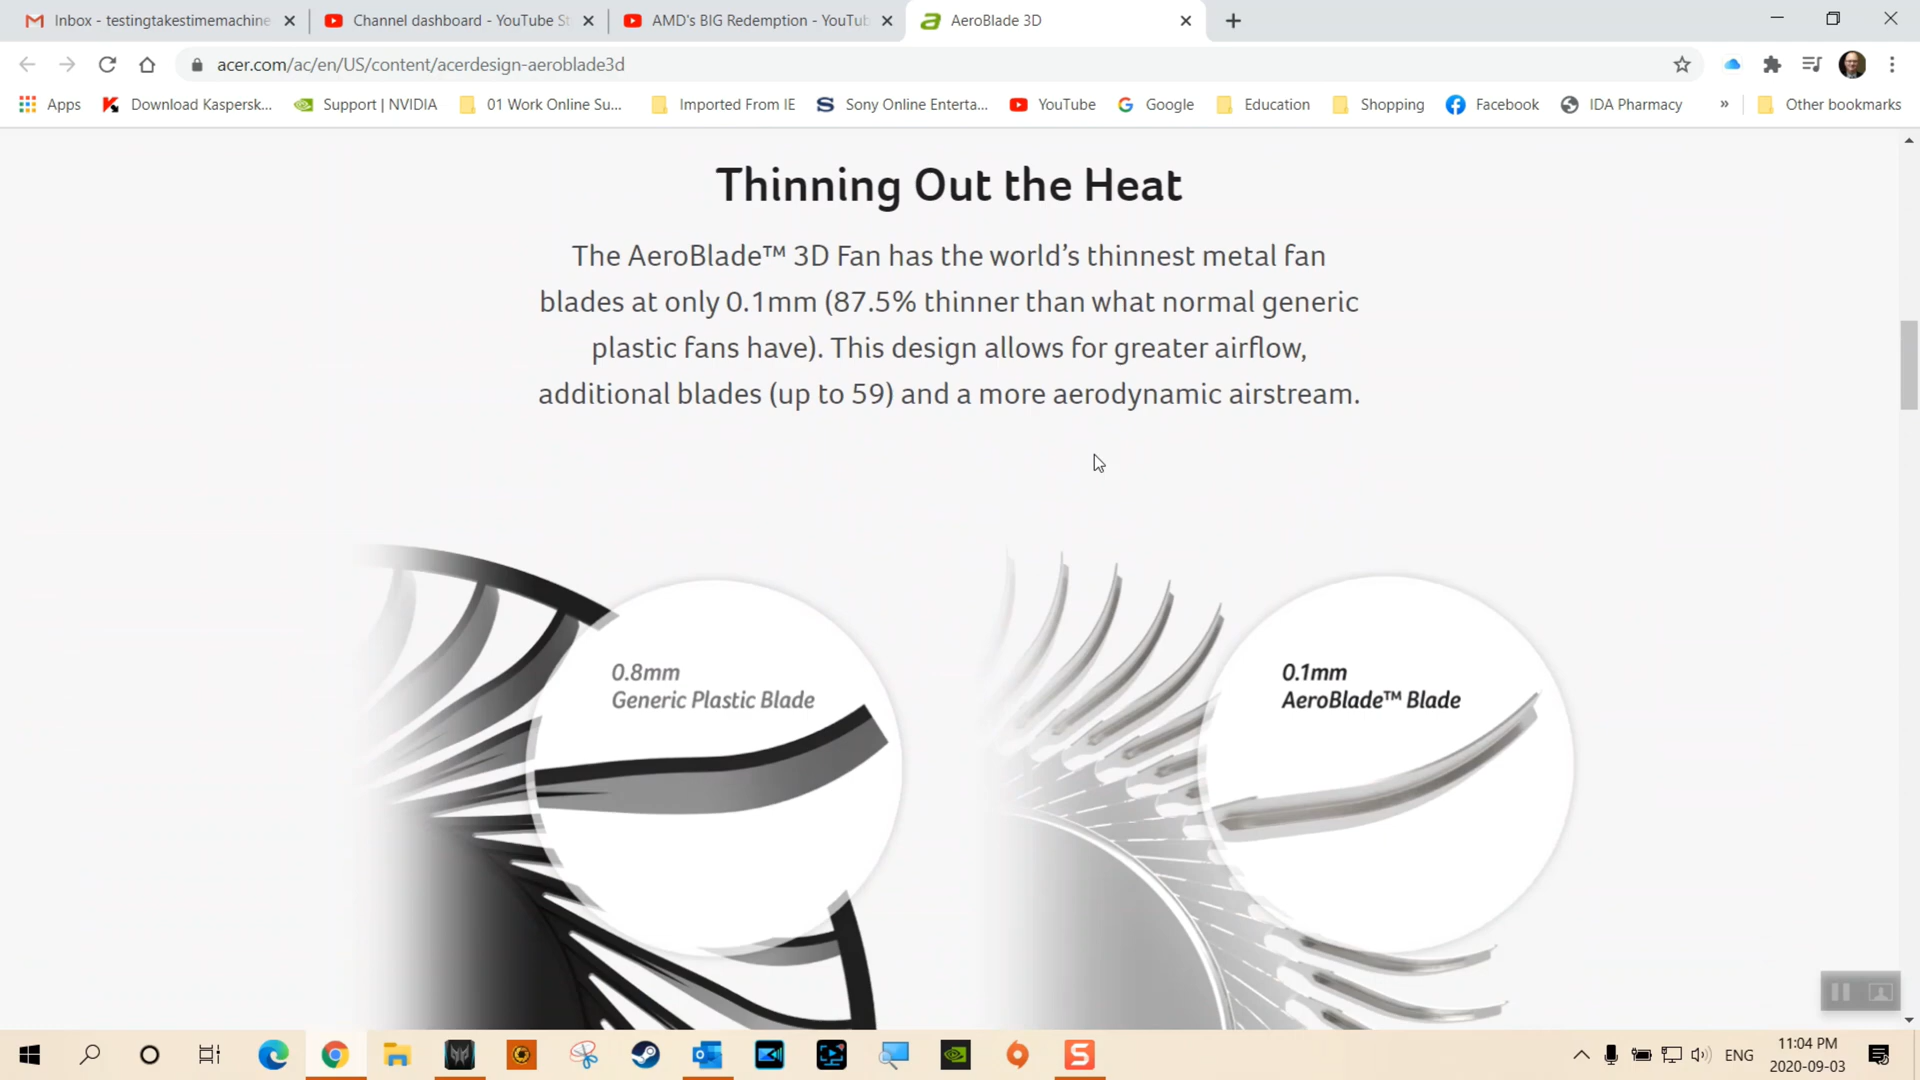 Inbox - testingtakestimemachine
Channel dashboard - YouTube St
AMD's BIG Redemption - YouTub
AeroBlade 3D
acer.com/ac/en/US/content/acerdesign-aeroblade3d
Apps
Download Kaspersk...
Support | NVIDIA
01 Work Online Su...
Imported From IE
Sony Online Enterta...
YouTube
Google
Education
Shopping
Facebook
IDA Pharmacy
»
Other bookmarks
Thinning Out the Heat
The AeroBlade™ 3D Fan has the world’s thinnest metal fan
blades at only 0.1mm (87.5% thinner than what normal generic
plastic fans have). This design allows for greater airflow,
additional blades (up to 59) and a more aerodynamic airstream.
0.8mm
Generic Plastic Blade
0.1mm
AeroBlade™ Blade
ENG
11:04 PM
2020-09-03